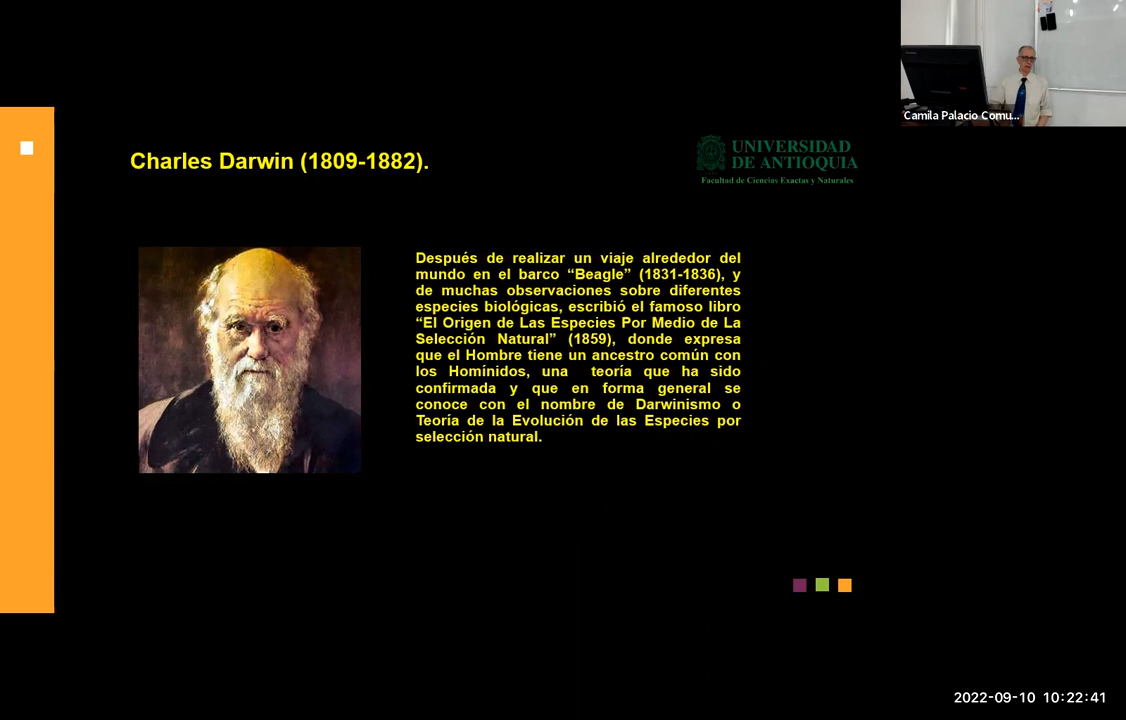 Camila Palacio Comu...
Charles Darwin (1809-1882).
UNIVERSIDAD
DE ANTIOQUIA
Facultad de Ciencias Exactas y Naturales
Después de realizar un viaje alrededor del
mundo en el barco “Beagle” (1831-1836), y
de muchas observaciones sobre diferentes
especies biológicas, escribió el famoso libro
“El Origen de Las Especies Por Medio de La
Selección Natural” (1859), donde expresa
que el Hombre tiene un ancestro común con
los Homínidos, una teoría que ha sido
confirmada y que en forma general se
conoce con el nombre de Darwinismo o
Teoría de la Evolución de las Especies por
selección natural.
2022-09-10 10:22:41